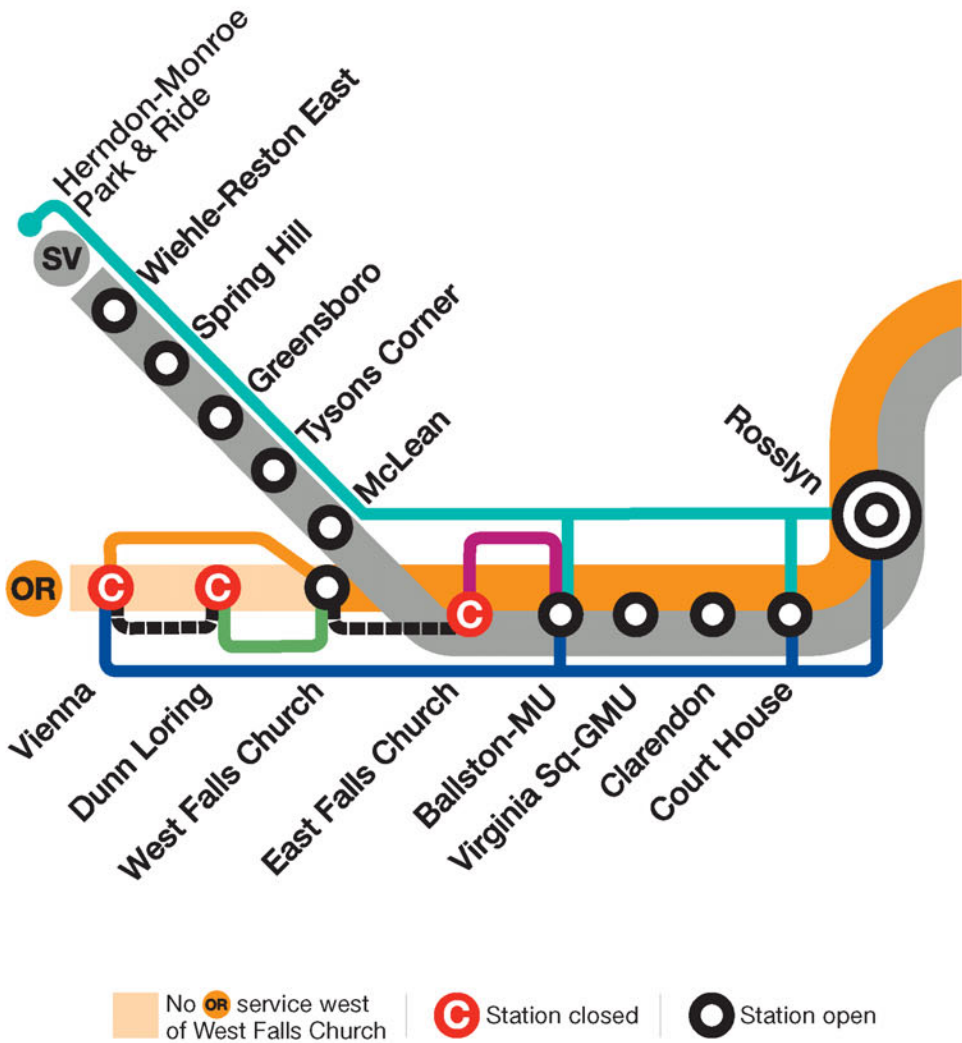 Herndon-Monroe
Park & Ride
SV
Wiehle-Reston East
Spring Hill
Greensboro
Tysons Corner
McLean
Rosslyn
OR
C
C
C
Vienna
Dunn Loring
West Falls Church
East Falls Church
Ballston-MU
Virginia Sq-GMU
Clarendon
Court House
No OR service west
of West Falls Church
C Station closed
Station open